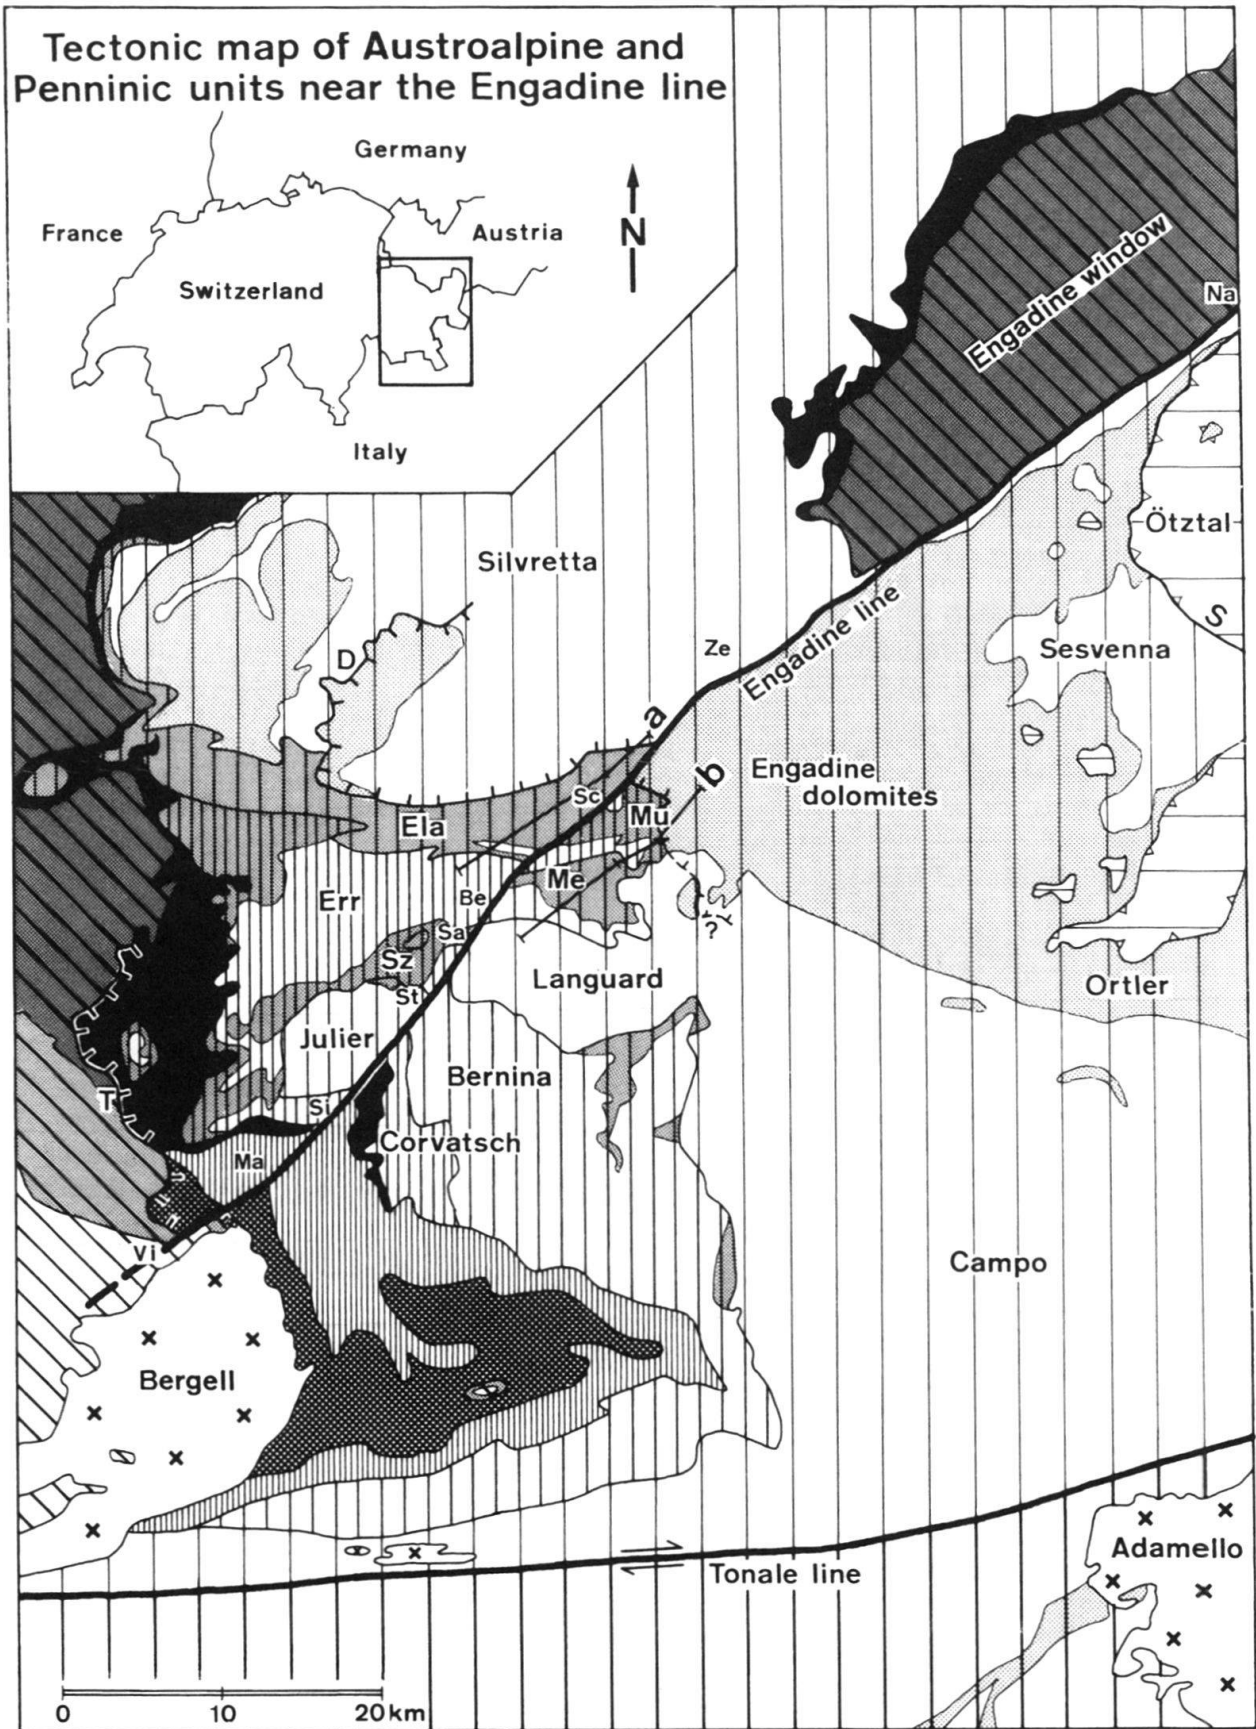 Tectonic map of Austroalpine and
Penninic units near the Engadine line
Germany
France
N
Austria
Switzerland
Italy
Engadine window
Na
Ötztal
Silvretta
S
D
Ze
Engadine line
Sesvenna
a
b
Engadine
dolomites
Sc
Mu
Ela
Me
Err
Be
Sa
?
Sz
Languard
St
Ortler
Julier
Bernina
T
Si
Corvatsch
Ma
Vi
Campo
Bergell
Adamello
Tonale line
0 10 20 km